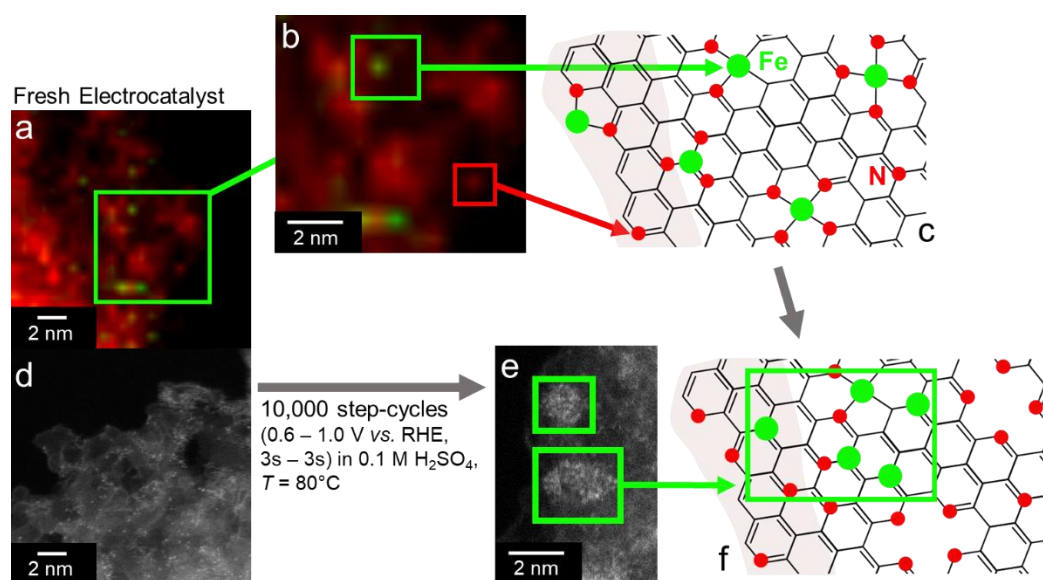 Fresh Electrocatalyst
a
2 nm
b
2 nm
Fe
N
c
d
2 nm
10,000 step-cycles
(0.6 – 1.0 V vs. RHE,
3s – 3s) in 0.1 M H₂SO₄,
T = 80°C
e
2 nm
f